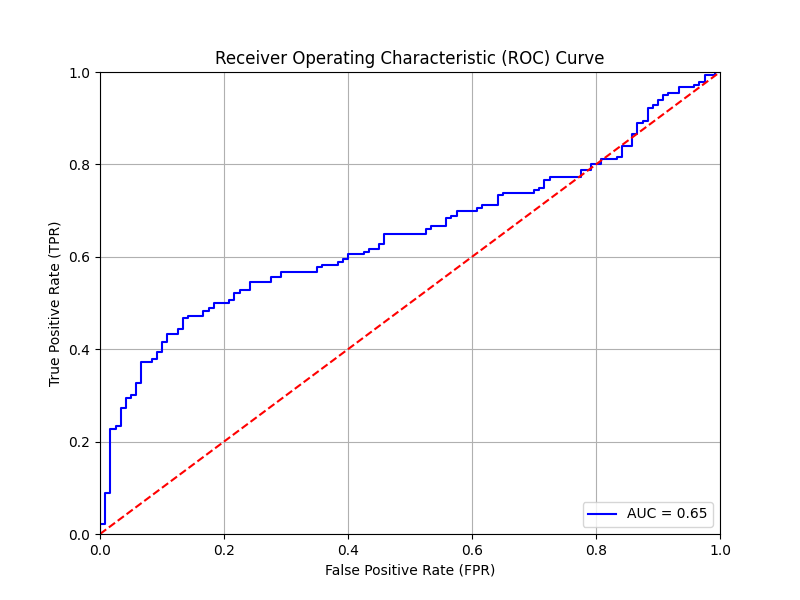 Receiver Operating Characteristic (ROC) Curve
True Positive Rate (TPR)
1.0
0.8
0.6
0.4
0.2
0.0
AUC = 0.65
0.0 0.2 0.4 0.6 0.8 1.0
False Positive Rate (FPR)